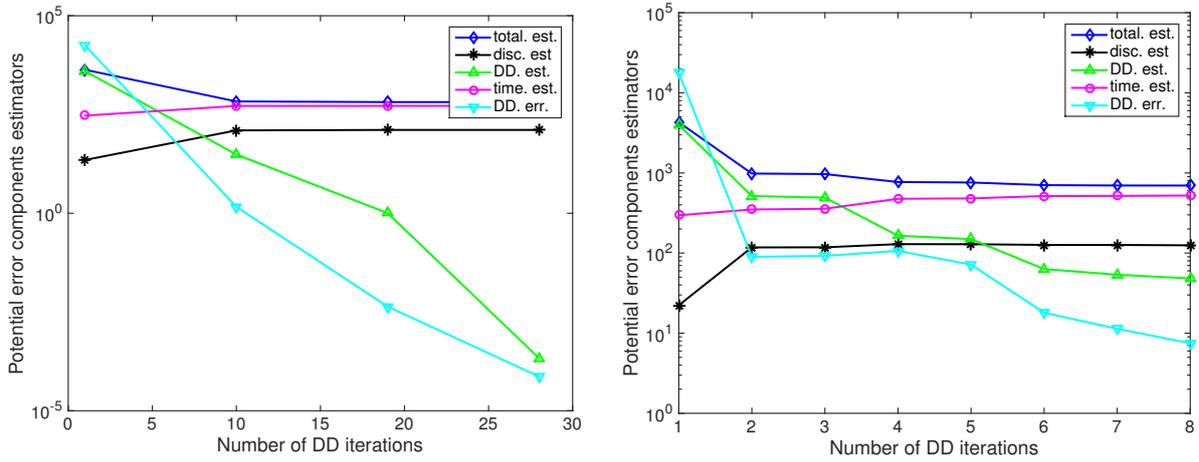 Potential error components estimators
10^5
10^0
10^-5
total. est.
disc. est
DD. est.
time. est.
DD. err.
0 5 10 15 20 25 30
Number of DD iterations
Potential error components estimators
10^5
10^4
10^3
10^2
10^1
10^0
total. est.
disc. est
DD. est.
time. est.
DD. err.
1 2 3 4 5 6 7 8
Number of DD iterations